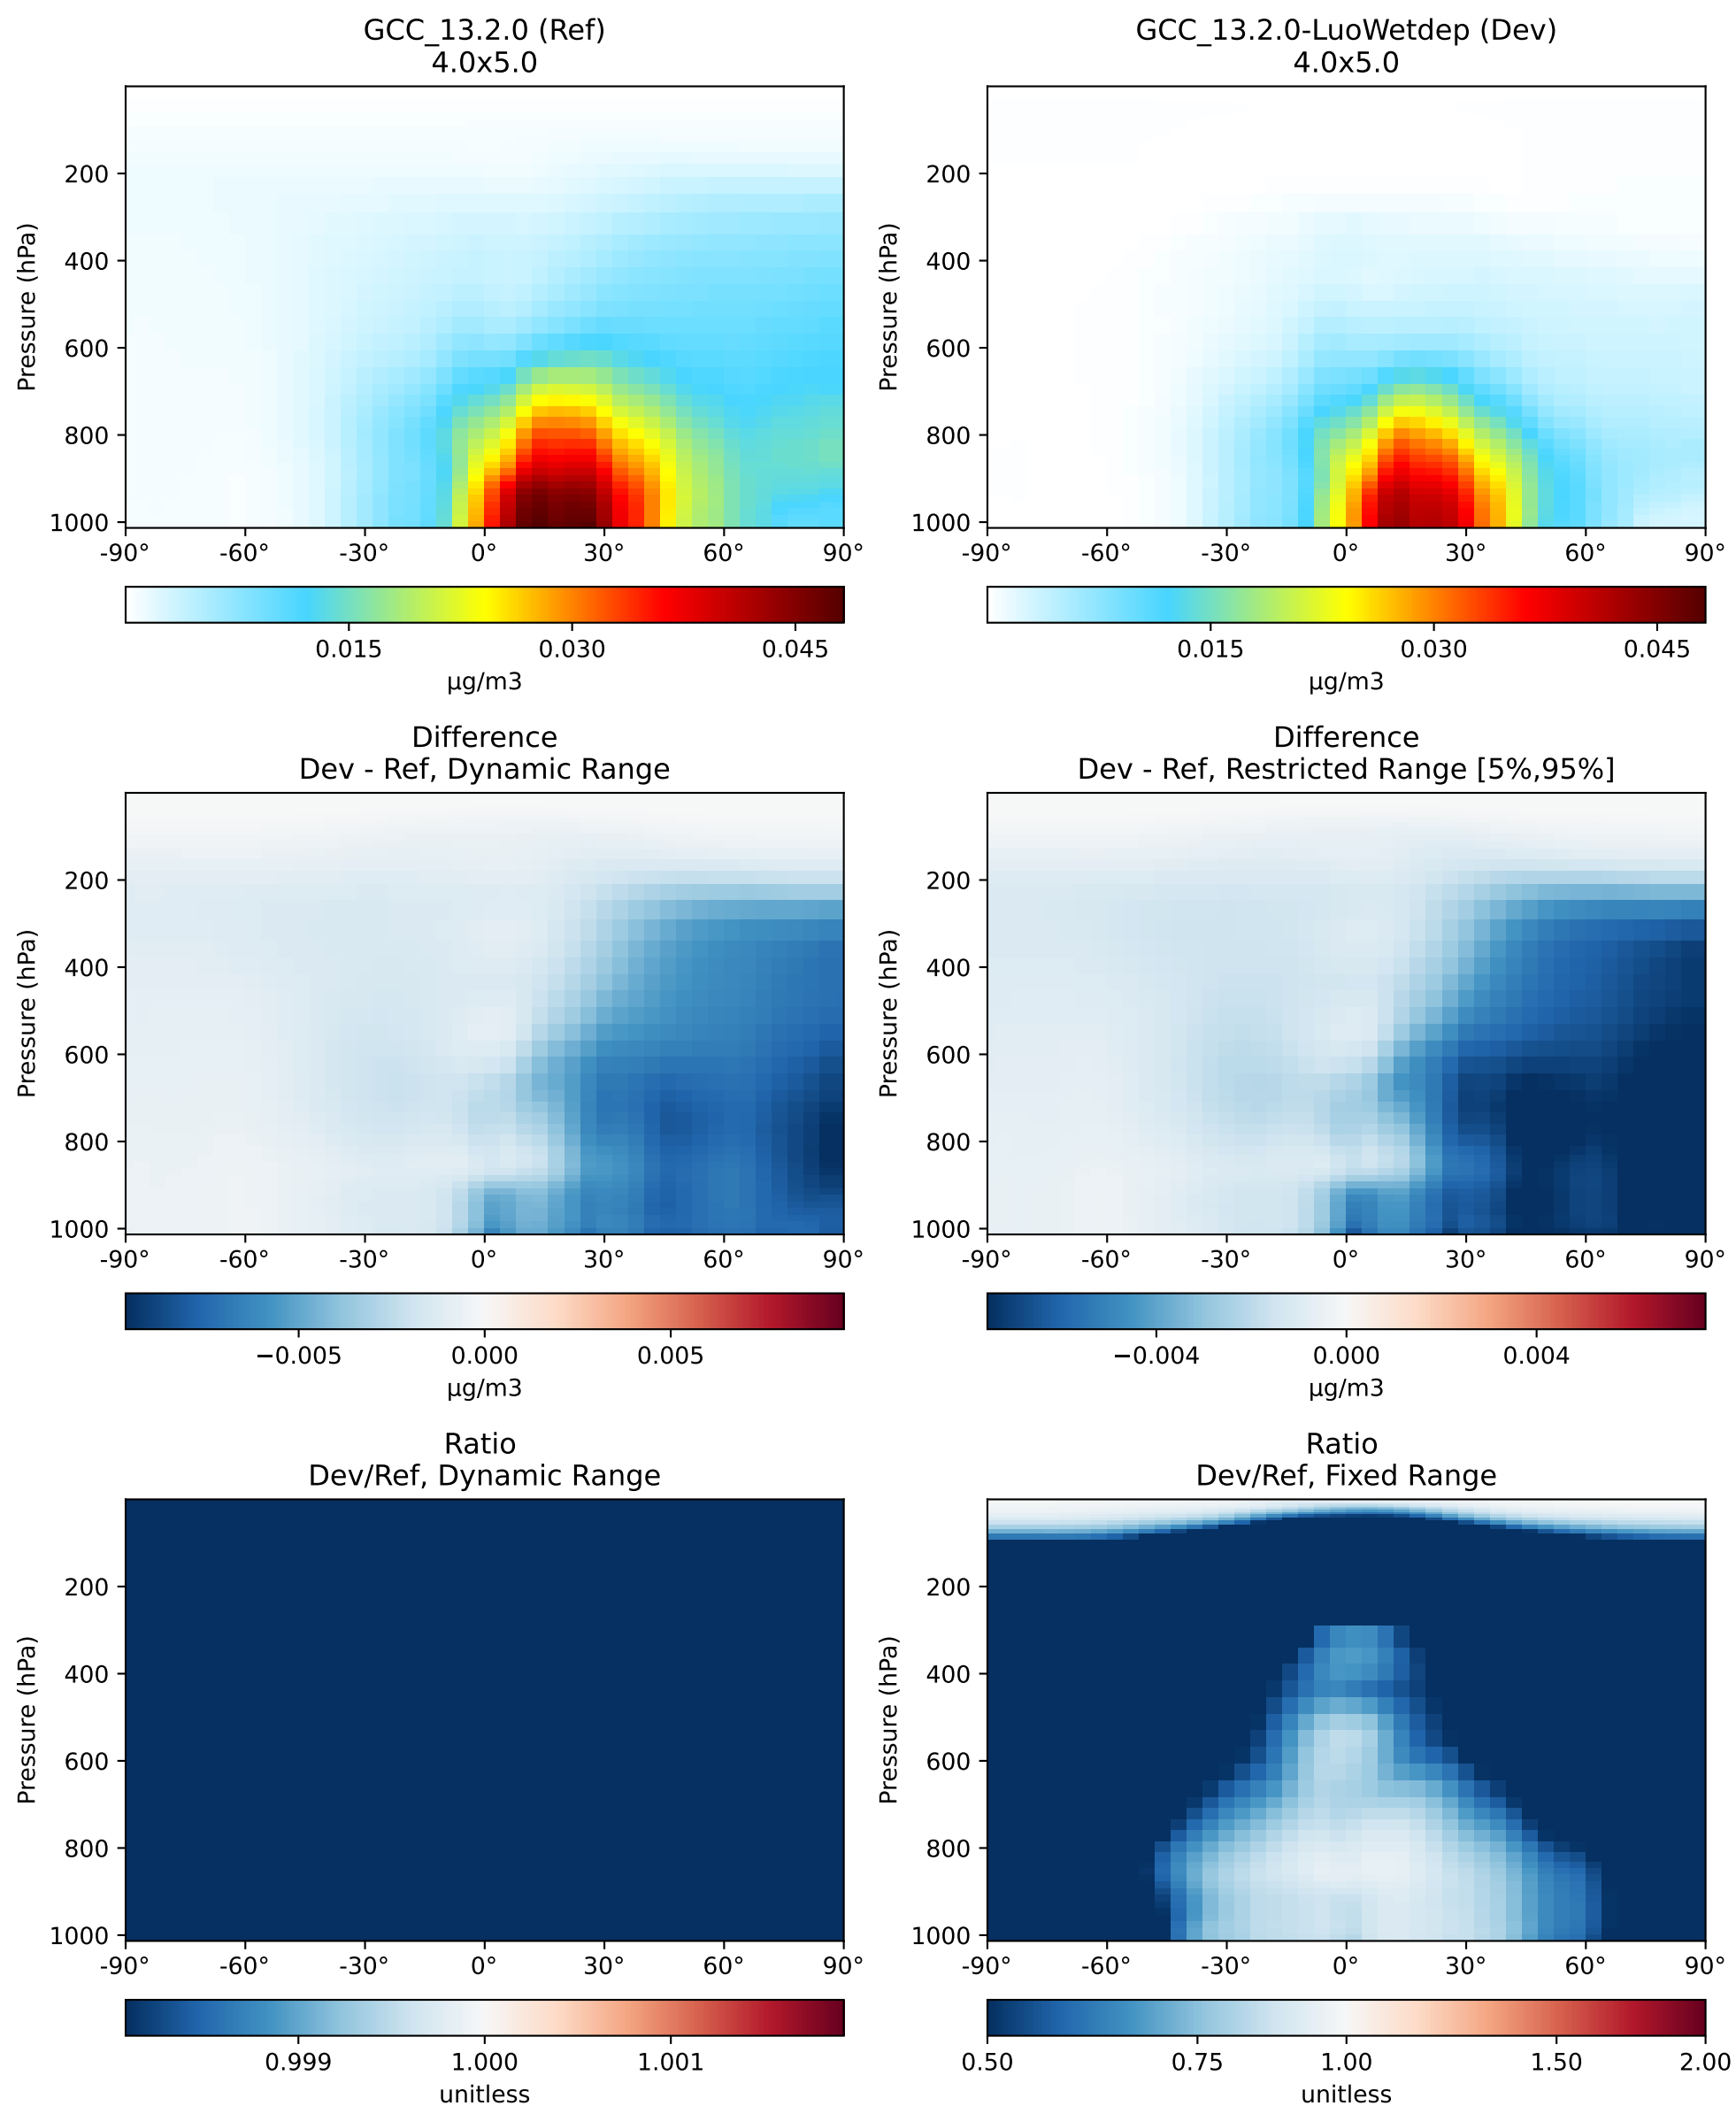 GCC_13.2.0 (Ref)
4.0x5.0
Pressure (hPa)
200
400
600
800
1000
-90° -60° -30° 0° 30° 60° 90°
0.015 0.030 0.045
µg/m3
GCC_13.2.0-LuoWetdep (Dev)
4.0x5.0
Pressure (hPa)
200
400
600
800
1000
-90° -60° -30° 0° 30° 60° 90°
0.015 0.030 0.045
µg/m3
Difference
Dev - Ref, Dynamic Range
Pressure (hPa)
200
400
600
800
1000
-90° -60° -30° 0° 30° 60° 90°
−0.005 0.000 0.005
µg/m3
Difference
Dev - Ref, Restricted Range [5%,95%]
Pressure (hPa)
200
400
600
800
1000
-90° -60° -30° 0° 30° 60° 90°
−0.004 0.000 0.004
µg/m3
Ratio
Dev/Ref, Dynamic Range
Pressure (hPa)
200
400
600
800
1000
-90° -60° -30° 0° 30° 60° 90°
0.999 1.000 1.001
unitless
Ratio
Dev/Ref, Fixed Range
Pressure (hPa)
200
400
600
800
1000
-90° -60° -30° 0° 30° 60° 90°
0.50 0.75 1.00 1.50 2.00
unitless